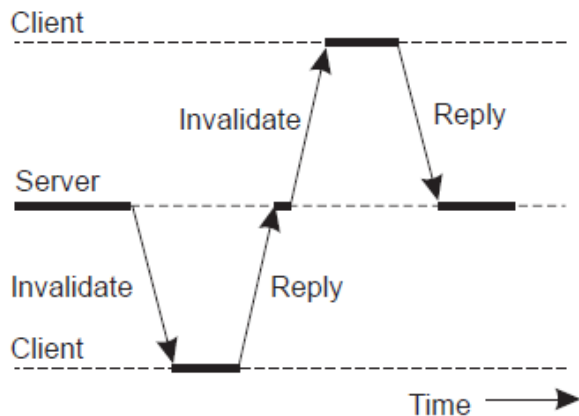 Client
Invalidate
Reply
Server
Invalidate
Reply
Client
Time